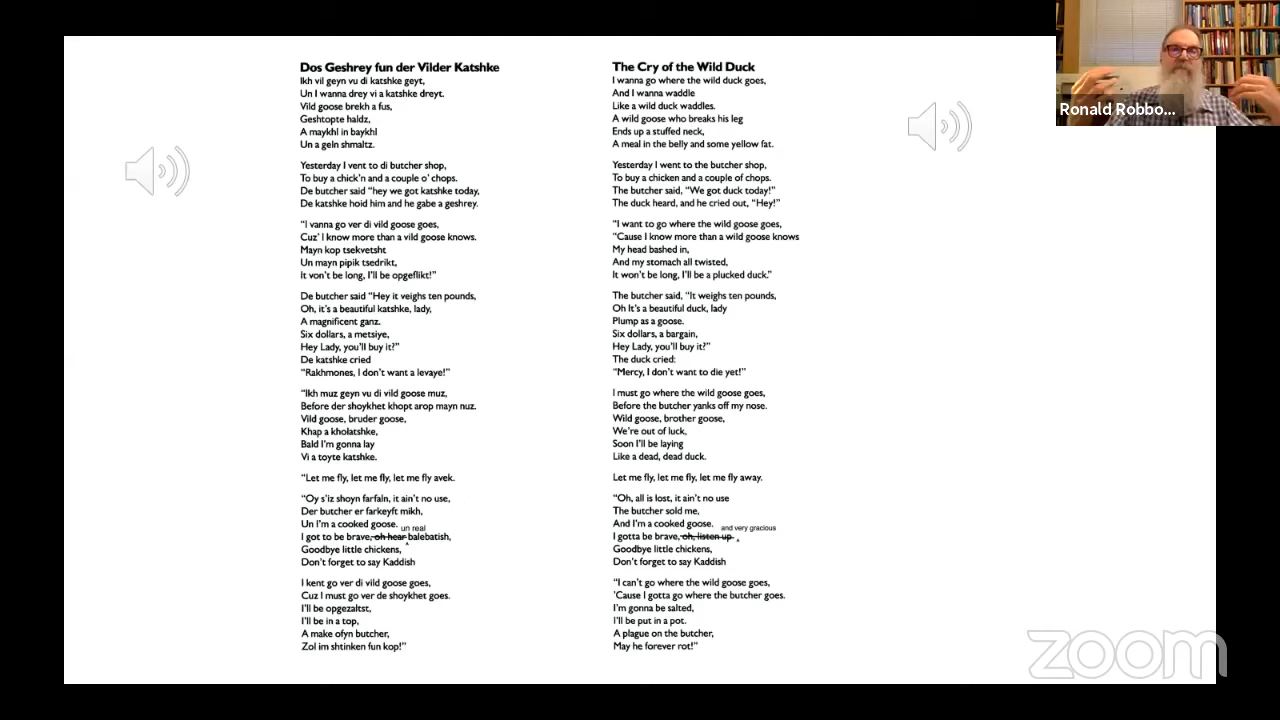 Dos Geshrey fun der Vilder Katshke
Ikh vil geyn vu di katshke geyt,
Un I wanna drey vi a katshke dreyt.
Vild goose brekh a fus,
Geshtopte haldz,
A maykhl in baykhl
Un a geln shmaltz.
Yesterday I vent to di butcher shop,
To buy a chick'n and a couple o' chops.
De butcher said "hey we got katshke today,
De katshke hoid him and he gabe a geshrey.
"I vanna go ver di vild goose goes,
Cuz' I know more than a vild goose knows.
Mayn kop tsekvetsht
Un mayn pipik tsedrikt,
It von't be long, I'll be opgeflikt!"
De butcher said "Hey it veighs ten pounds,
Oh, it's a beautiful katshke, lady,
A magnificent ganz.
Six dollars, a metsiye,
Hey Lady, you'll buy it?"
De katshke cried
"Rakhmones, I don't want a levaye!"
"Ikh muz geyn vu di vild goose muz,
Before der shoykhet khopt arop mayn nuz.
Vild goose, bruder goose,
Khap a kholatshke,
Bald I'm gonna lay
Vi a toyte katshke.
"Let me fly, let me fly, let me fly avek.
"Oy s'iz shoyn farfaln, it ain't no use,
Der butcher er farkeyft mikh,
Un I'm a cooked goose.
un real
I got to be brave, oh hear balebatish,
^
Goodbye little chickens,
Don't forget to say Kaddish
I kent go ver di vild goose goes,
Cuz I must go ver de shoykhet goes.
I'll be opgezaltst,
I'll be in a top,
A make ofyn butcher,
Zol im shtinken fun kop!"
The Cry of the Wild Duck
I wanna go where the wild duck goes,
And I wanna waddle
Like a wild duck waddles.
A wild goose who breaks his leg
Ends up a stuffed neck,
A meal in the belly and some yellow fat.
Yesterday I went to the butcher shop,
To buy a chicken and a couple of chops.
The butcher said, "We got duck today!"
The duck heard, and he cried out, "Hey!"
"I want to go where the wild goose goes,
"Cause I know more than a wild goose knows
My head bashed in,
And my stomach all twisted,
It won't be long, I'll be a plucked duck."
The butcher said, "It weighs ten pounds,
Oh It's a beautiful duck, lady
Plump as a goose.
Six dollars, a bargain,
Hey Lady, you'll buy it?"
The duck cried:
"Mercy, I don't want to die yet!"
I must go where the wild goose goes,
Before the butcher yanks off my nose.
Wild goose, brother goose,
We're out of luck,
Soon I'll be laying
Like a dead, dead duck.
Let me fly, let me fly, let me fly away.
"Oh, all is lost, it ain't no use
The butcher sold me,
And I'm a cooked goose.
and very gracious
I gotta be brave, oh, listen up
^
Goodbye little chickens,
Don't forget to say Kaddish
"I can't go where the wild goose goes,
'Cause I gotta go where the butcher goes.
I'm gonna be salted,
I'll be put in a pot.
A plague on the butcher,
May he forever rot!"
Ronald Robbo...
zoom